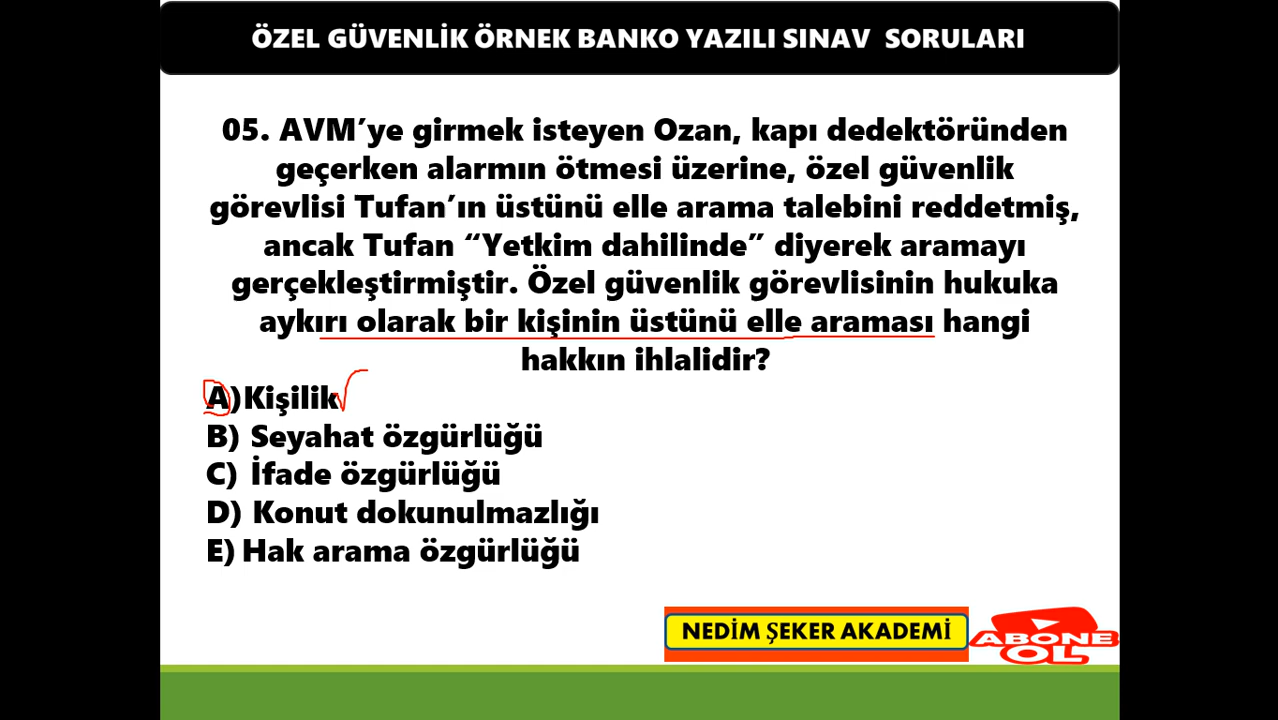 ÖZEL GÜVENLİK ÖRNEK BANKO YAZILI SINAV SORULARI
05. AVM’ye girmek isteyen Ozan, kapı dedektöründen
geçerken alarmın ötmesi üzerine, özel güvenlik
görevlisi Tufan’ın üstünü elle arama talebini reddetmiş,
ancak Tufan “Yetkim dahilinde” diyerek aramayı
gerçekleştirmiştir. Özel güvenlik görevlisinin hukuka
aykırı olarak bir kişinin üstünü elle araması hangi
hakkın ihlalidir?
A)Kişilik
B) Seyahat özgürlüğü
C) İfade özgürlüğü
D) Konut dokunulmazlığı
E) Hak arama özgürlüğü
NEDİM ŞEKER AKADEMİ
ABONE
OL